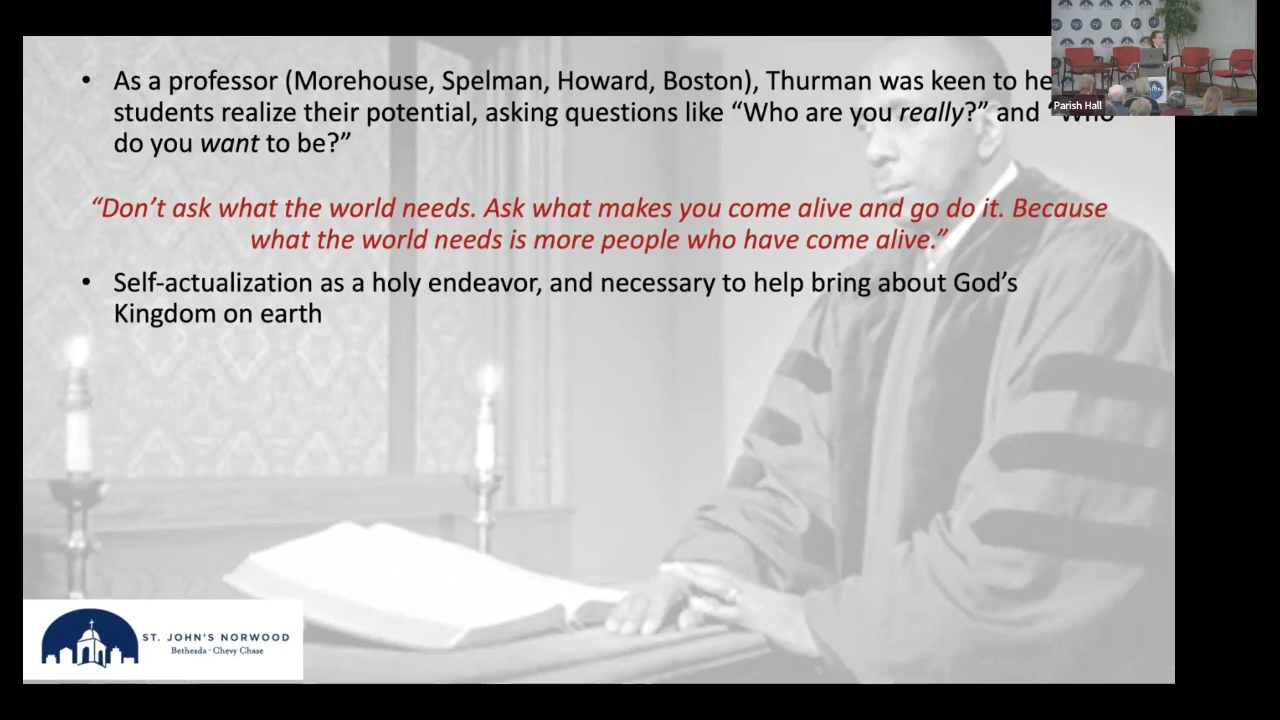 • As a professor (Morehouse, Spelman, Howard, Boston), Thurman was keen to he
students realize their potential, asking questions like “Who are you really?” and “Who
do you want to be?”
“Don’t ask what the world needs. Ask what makes you come alive and go do it. Because
what the world needs is more people who have come alive.”
• Self-actualization as a holy endeavor, and necessary to help bring about God’s
Kingdom on earth
Parish Hall
ST. JOHN'S NORWOOD
Bethesda - Chevy Chase